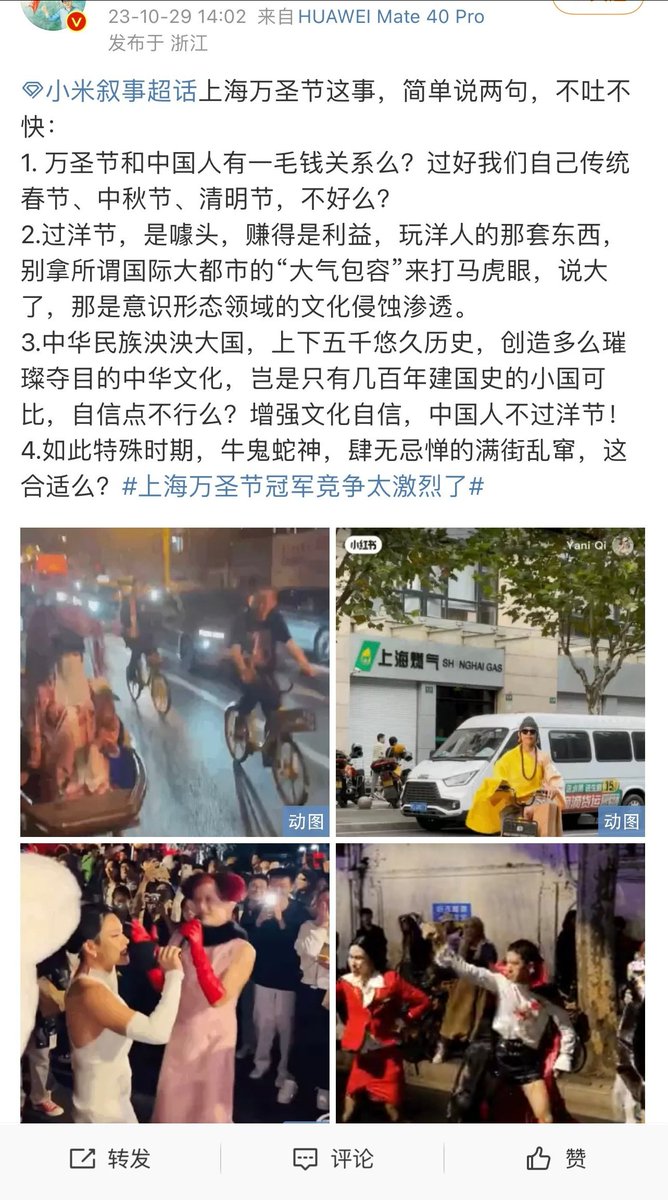 23-10-29 14:02 来自HUAWEI Mate 40 Pro
发布于 浙江
小米叙事超话上海万圣节这事，简单说两句，不吐不
快：
1. 万圣节和中国人有一毛钱关系么？过好我们自己传统
春节、中秋节、清明节，不好么？
2.过洋节，是噱头，赚得是利益，玩洋人的那套东西，
别拿所谓国际大都市的“大气包容”来打马虎眼，说大
了，那是意识形态领域的文化侵蚀渗透。
3.中华民族泱泱大国，上下五千悠久历史，创造多么璀
璨夺目的中华文化，岂是只有几百年建国史的小国可
比，自信点不行么？增强文化自信，中国人不过洋节！
4.如此特殊时期，牛鬼蛇神，肆无忌惮的满街乱窜，这
合适么？#上海万圣节冠军竞争太激烈了#
小红书
Yani Qi
上海燃气 SHANGHAI GAS
动图
动图
动图
转发
评论
赞